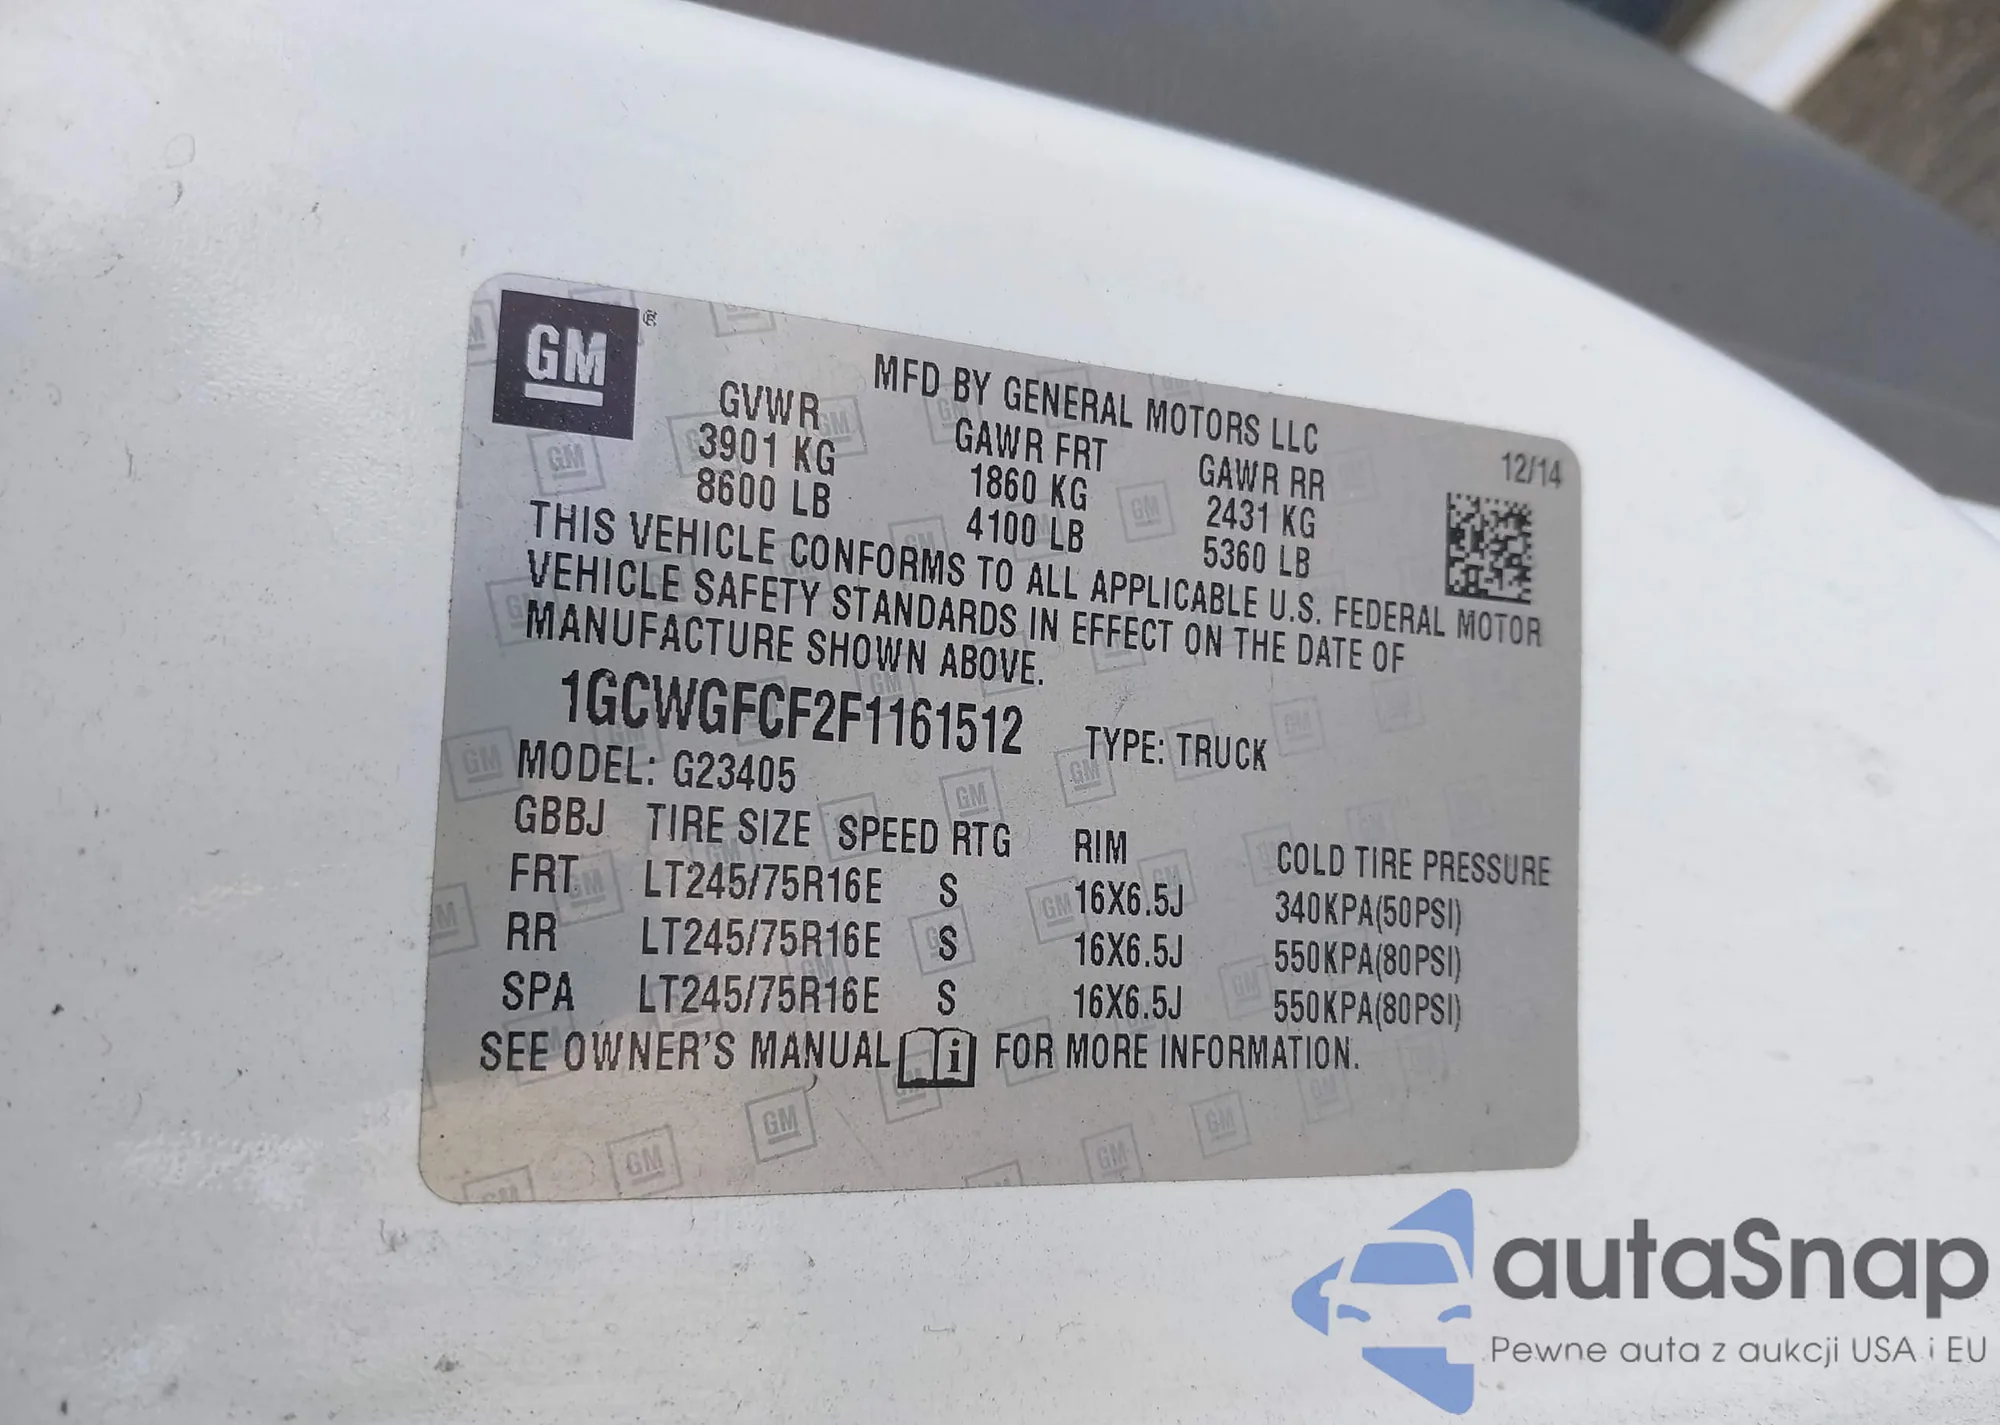 GM
MFD BY GENERAL MOTORS LLC
12/14
GVWR GAWR FRT GAWR RR
3901 KG 1860 KG 2431 KG
8600 LB 4100 LB 5360 LB
THIS VEHICLE CONFORMS TO ALL APPLICABLE U.S. FEDERAL MOTOR
VEHICLE SAFETY STANDARDS IN EFFECT ON THE DATE OF
MANUFACTURE SHOWN ABOVE.
1GCWGFCF2F1161512 TYPE: TRUCK
MODEL: G23405
GBBJ TIRE SIZE SPEED RTG RIM COLD TIRE PRESSURE
FRT LT245/75R16E S 16X6.5J 340KPA(50PSI)
RR LT245/75R16E S 16X6.5J 550KPA(80PSI)
SPA LT245/75R16E S 16X6.5J 550KPA(80PSI)
SEE OWNER'S MANUAL i FOR MORE INFORMATION.
autaSnap
Pewne auta z aukcji USA i EU